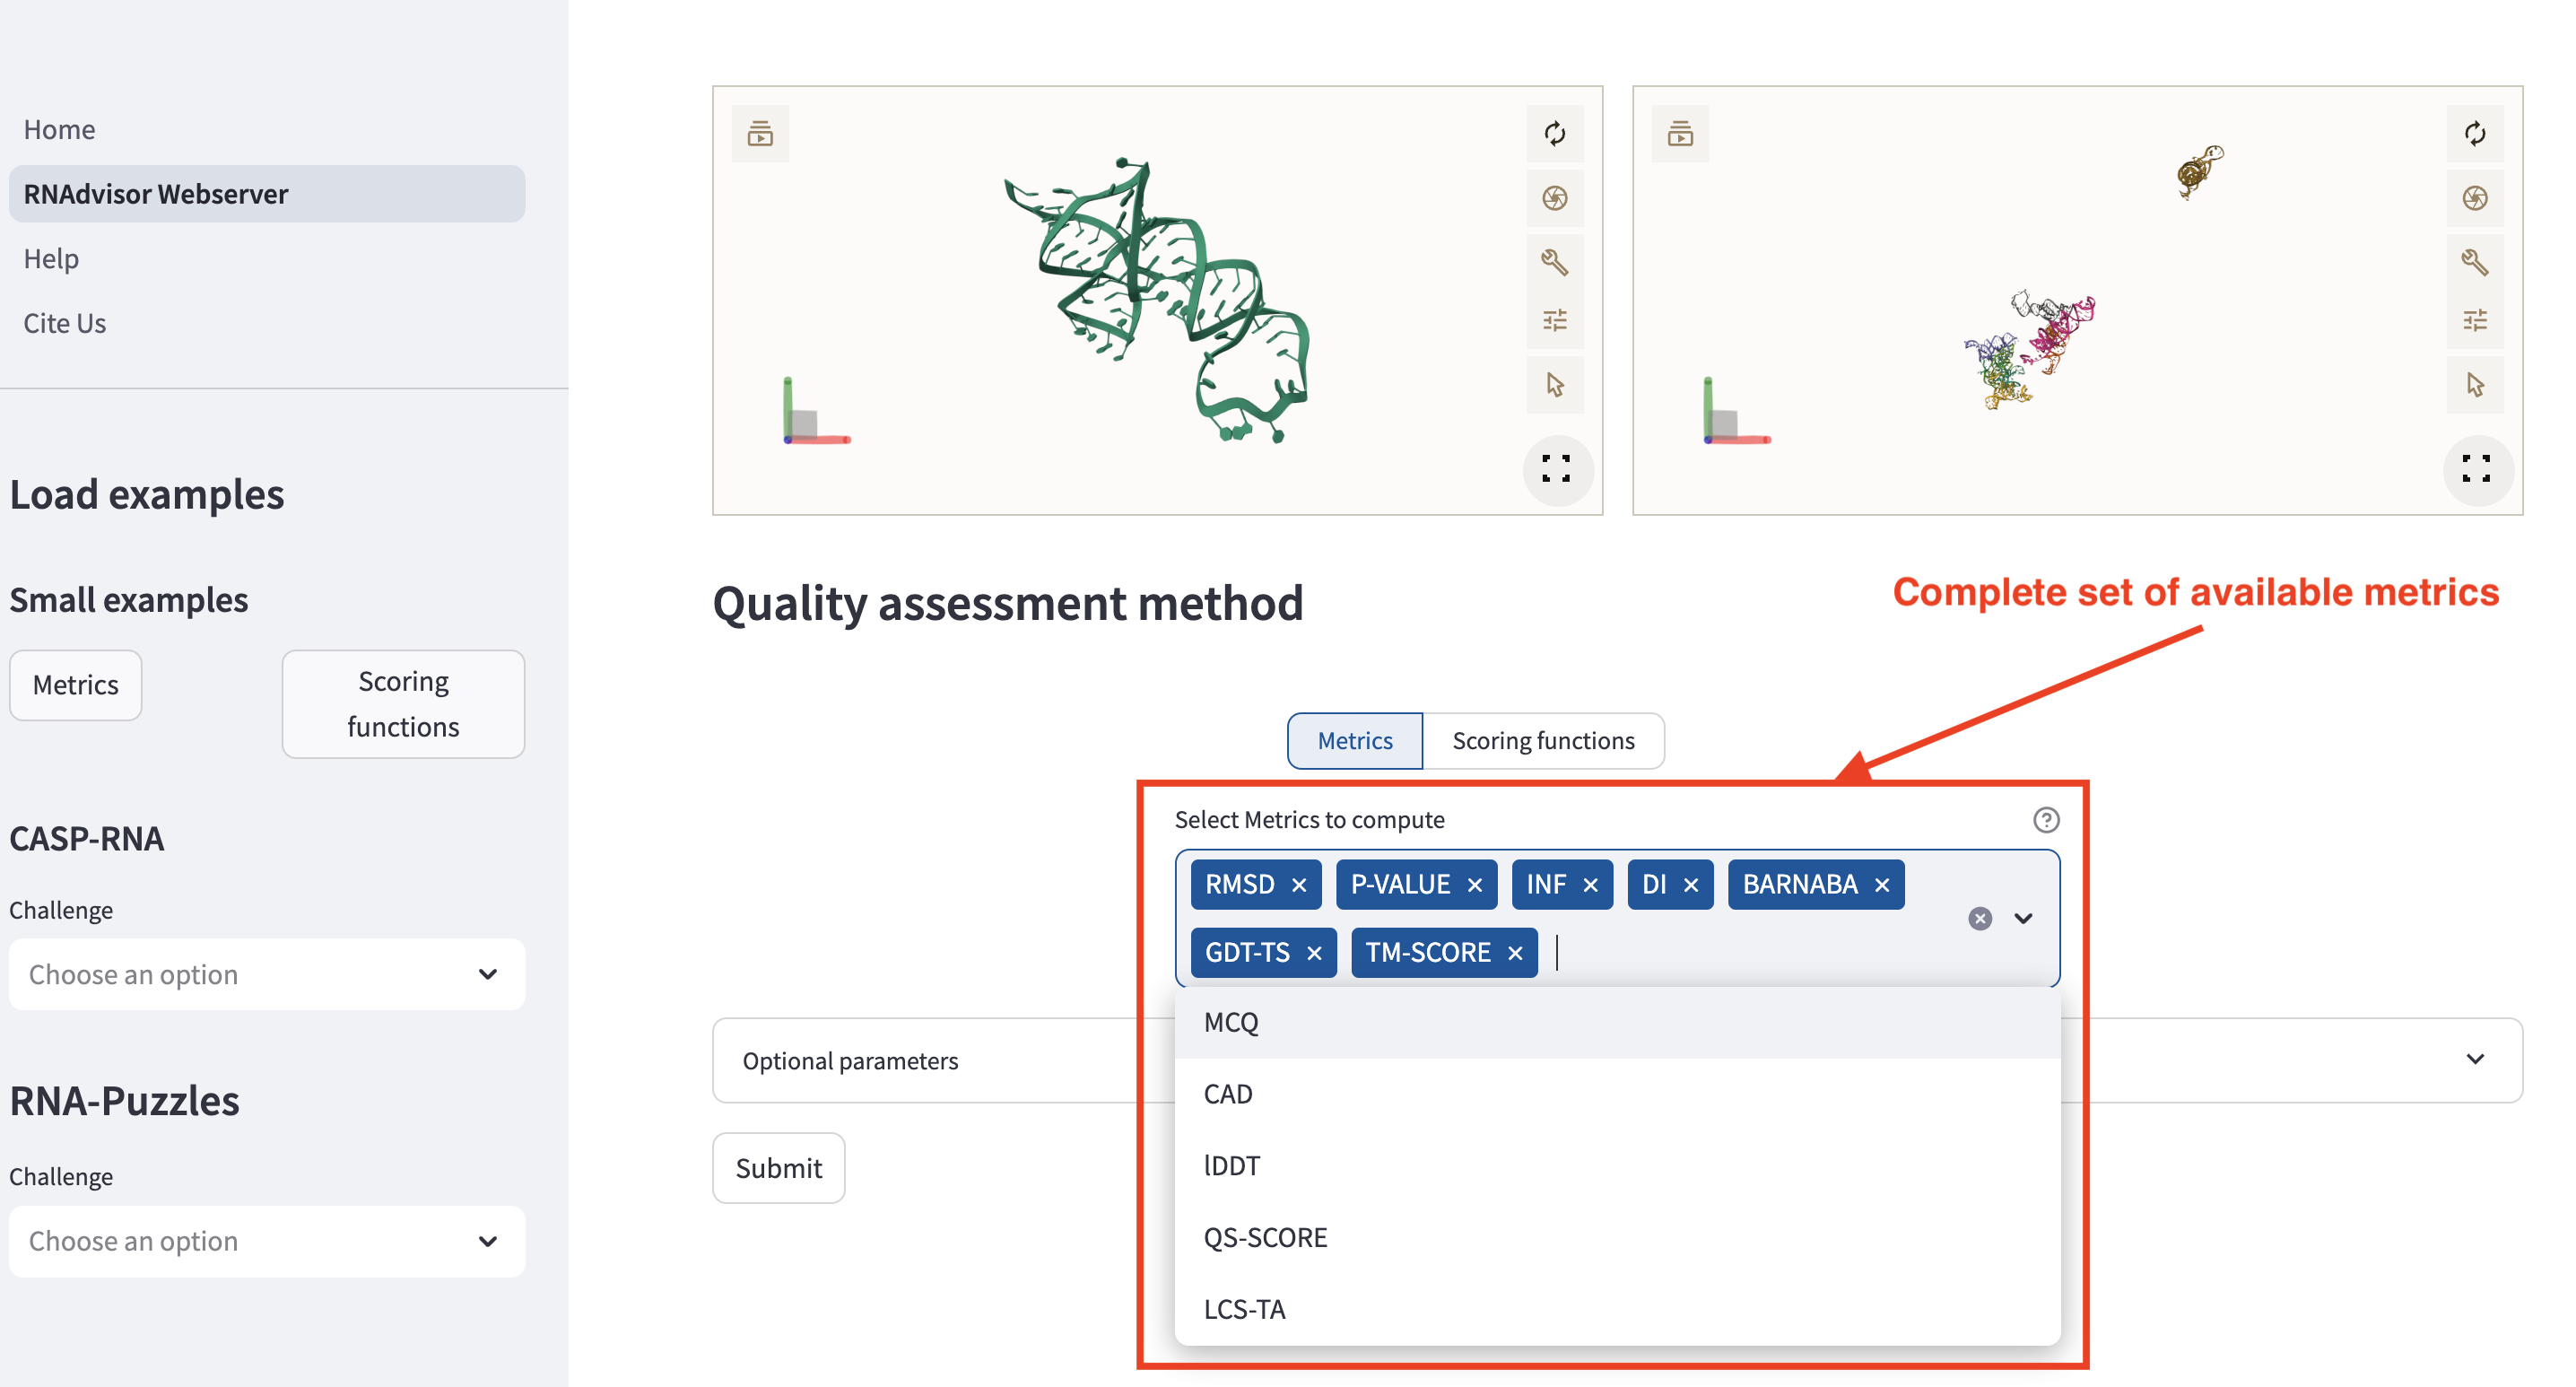 Home
RNAdvisor Webserver
Help
Cite Us
Load examples
Small examples
Metrics
Scoring
functions
CASP-RNA
Challenge
Choose an option
RNA-Puzzles
Challenge
Choose an option
Quality assessment method
Complete set of available metrics
Metrics
Scoring functions
Select Metrics to compute
RMSD
P-VALUE
INF
DI
BARNABA
GDT-TS
TM-SCORE
MCQ
CAD
lDDT
QS-SCORE
LCS-TA
Optional parameters
Submit